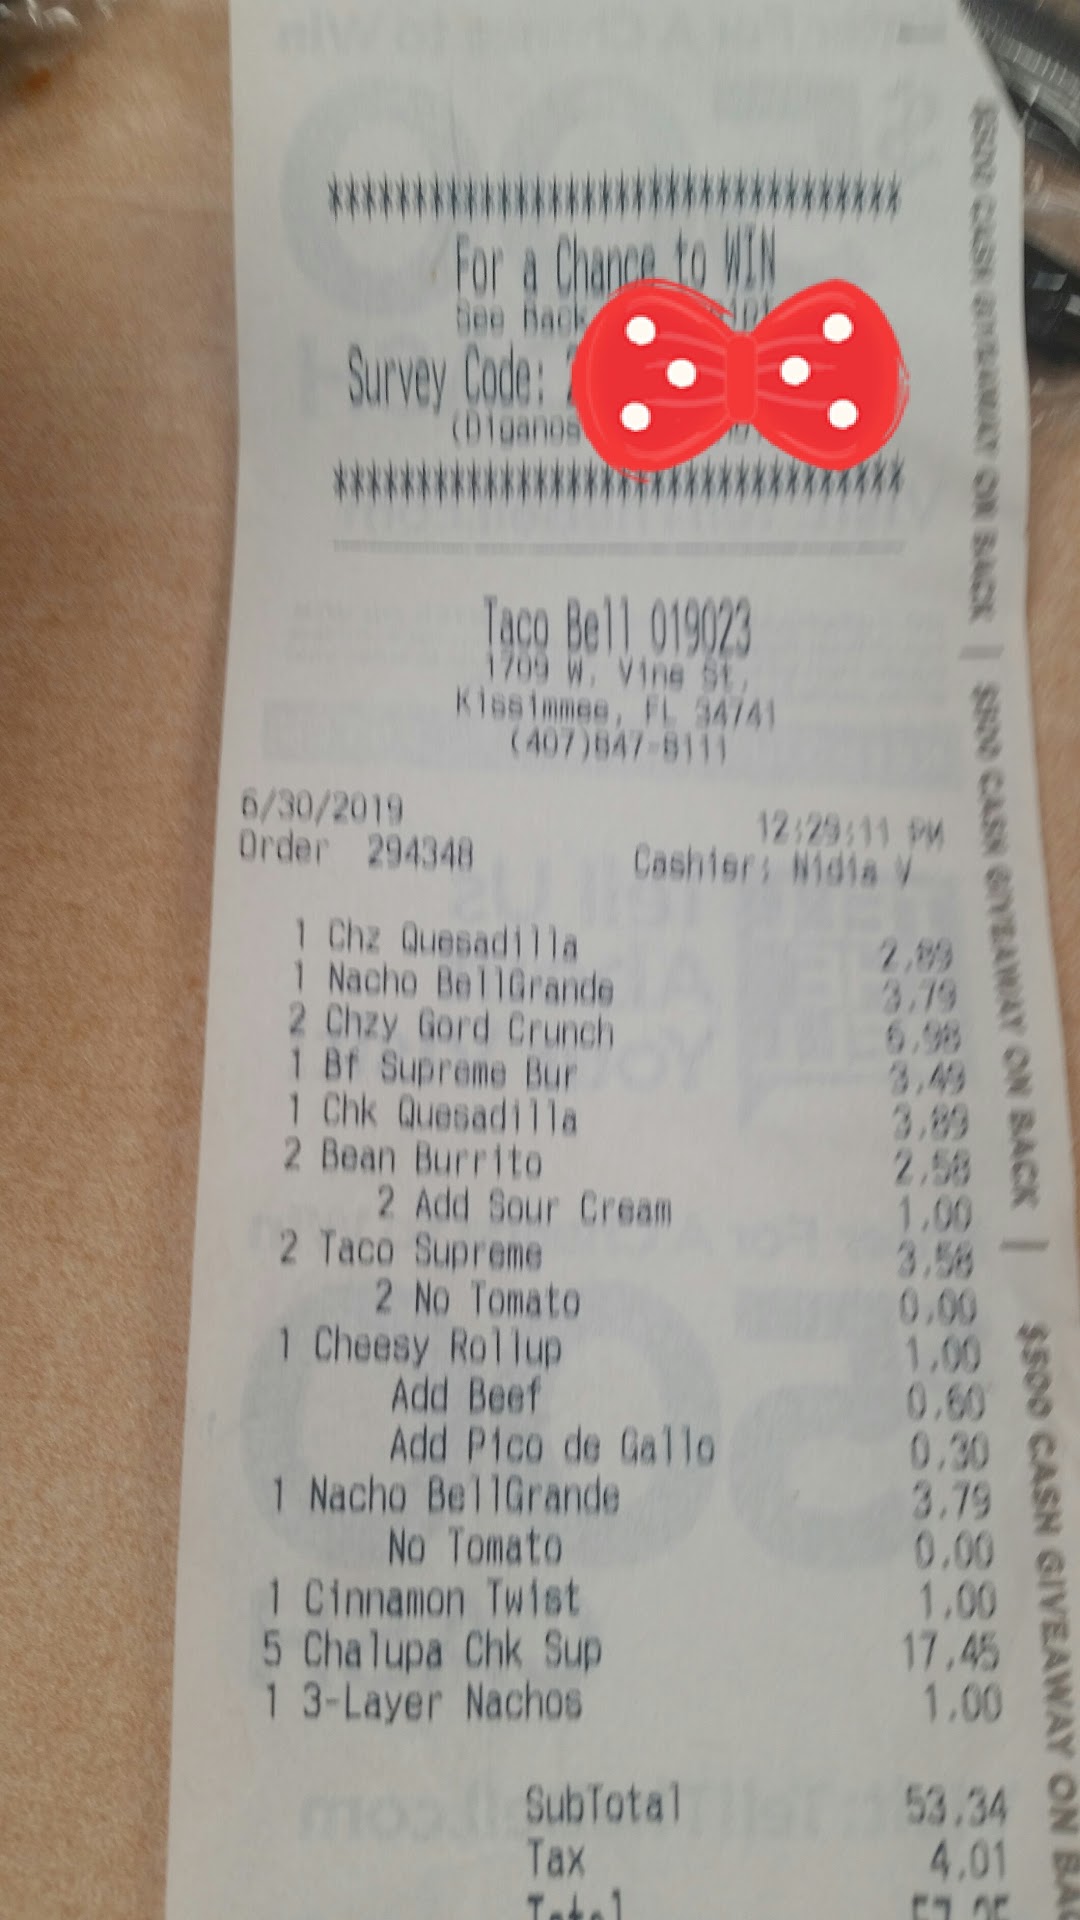 ********************************
For a Chance to WIN
See Back
Survey Code:
(Díganos
********************************
Taco Bell 019023
1709 W. Vine St,
Kissimmee, FL 34741
(407)847-8111
6/30/2019 12:29:11 PM
Order 294348 Cashier: Nidia V
1 Chz Quesadilla 2.89
1 Nacho BellGrande 3.79
2 Chzy Gord Crunch 6.98
1 Bf Supreme Bur 3.49
1 Chk Quesadilla 3.89
2 Bean Burrito 2.58
2 Add Sour Cream 1.00
2 Taco Supreme 3.58
2 No Tomato 0.00
1 Cheesy Rollup 1.00
Add Beef 0.60
Add Pico de Gallo 0.30
1 Nacho BellGrande 3.79
No Tomato 0.00
1 Cinnamon Twist 1.00
5 Chalupa Chk Sup 17.45
1 3-Layer Nachos 1.00
SubTotal 53.34
Tax 4.01
Total 57.35
$500 CASH GIVEAWAY ON BACK | $500 CASH GIVEAWAY ON BACK | $500 CASH GIVEAWAY ON